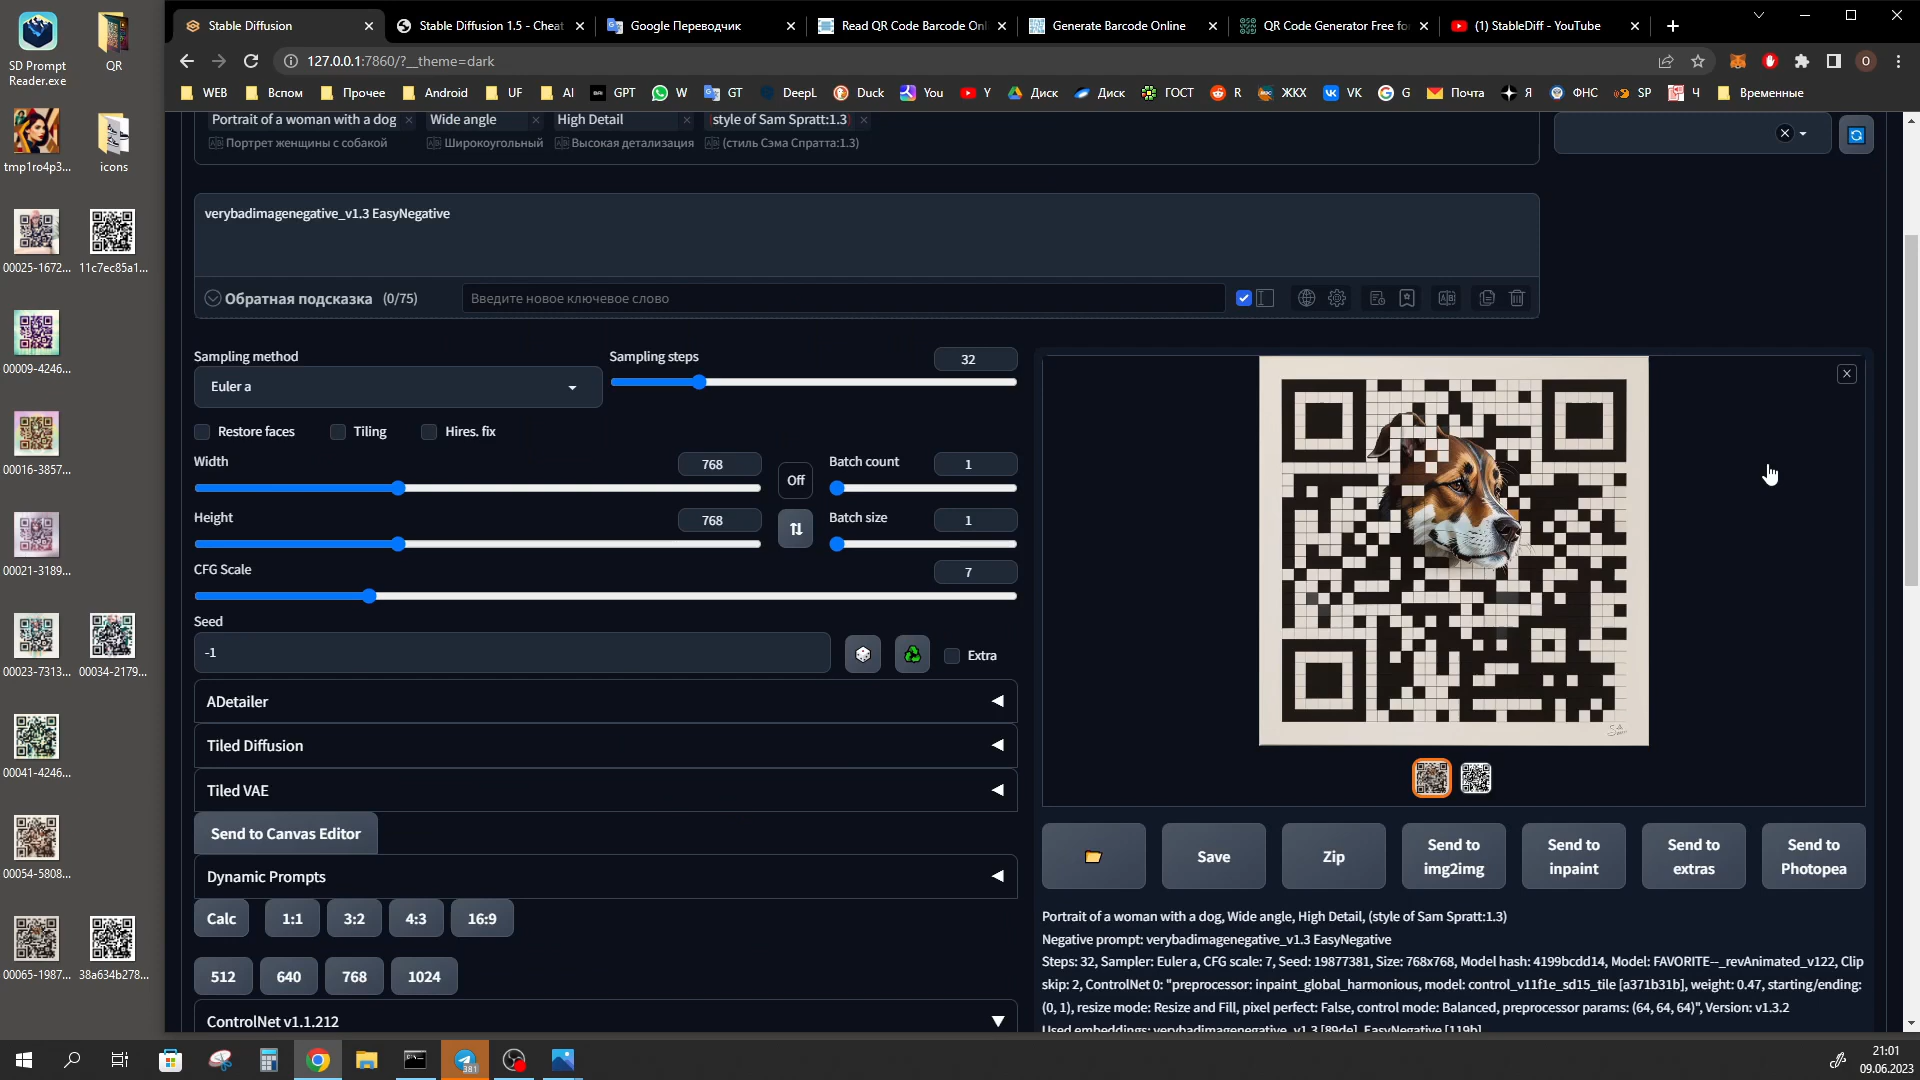 SD Prompt
Reader.exe
QR
tmp1ro4p3...
icons
00025-1672...
11c7ec85a1...
00009-4246...
00016-3857...
00021-3189...
00023-7313...
00034-2179...
00041-4246...
00054-5808...
00065-1987...
38a634b278...
Stable Diffusion
Stable Diffusion 1.5 - Cheat
Google Переводчик
Read QR Code Barcode Onl
Generate Barcode Online
QR Code Generator Free for
(1) StableDiff - YouTube
127.0.0.1:7860/?__theme=dark
O
WEB
Вспом
Прочее
Android
UF
AI
GPT
W
GT
DeepL
Duck
You
Y
Диск
Диск
ГОСТ
R
ЖКХ
VK
G
Почта
Я
ФНС
SP
Ч
Временные
Portrait of a woman with a dog
Wide angle
High Detail
(style of Sam Spratt:1.3)
Портрет женщины с собакой
Широкоугольный
Высокая детализация
(стиль Сэма Спратта:1.3)
verybadimagenegative_v1.3 EasyNegative
Обратная подсказка (0/75)
Введите новое ключевое слово
Sampling method
Euler a
Sampling steps
32
Restore faces
Tiling
Hires. fix
Width
768
Off
Batch count
1
Height
768
Batch size
1
CFG Scale
7
Seed
-1
Extra
ADetailer
Tiled Diffusion
Tiled VAE
Send to Canvas Editor
Dynamic Prompts
Calc
1:1
3:2
4:3
16:9
512
640
768
1024
ControlNet v1.1.212
Save
Zip
Send to
img2img
Send to
inpaint
Send to
extras
Send to
Photopea
Portrait of a woman with a dog, Wide angle, High Detail, (style of Sam Spratt:1.3)
Negative prompt: verybadimagenegative_v1.3 EasyNegative
Steps: 32, Sampler: Euler a, CFG scale: 7, Seed: 19877381, Size: 768x768, Model hash: 4199bcdd14, Model: FAVORITE--_revAnimated_v122, Clip
skip: 2, ControlNet 0: "preprocessor: inpaint_global_harmonious, model: control_v11f1e_sd15_tile [a371b31b], weight: 0.47, starting/ending:
(0, 1), resize mode: Resize and Fill, pixel perfect: False, control mode: Balanced, preprocessor params: (64, 64, 64)", Version: v1.3.2
Used embeddings: verybadimagenegative_v1.3 [89de], EasyNegative [119b]
381
21:01
09.06.2023